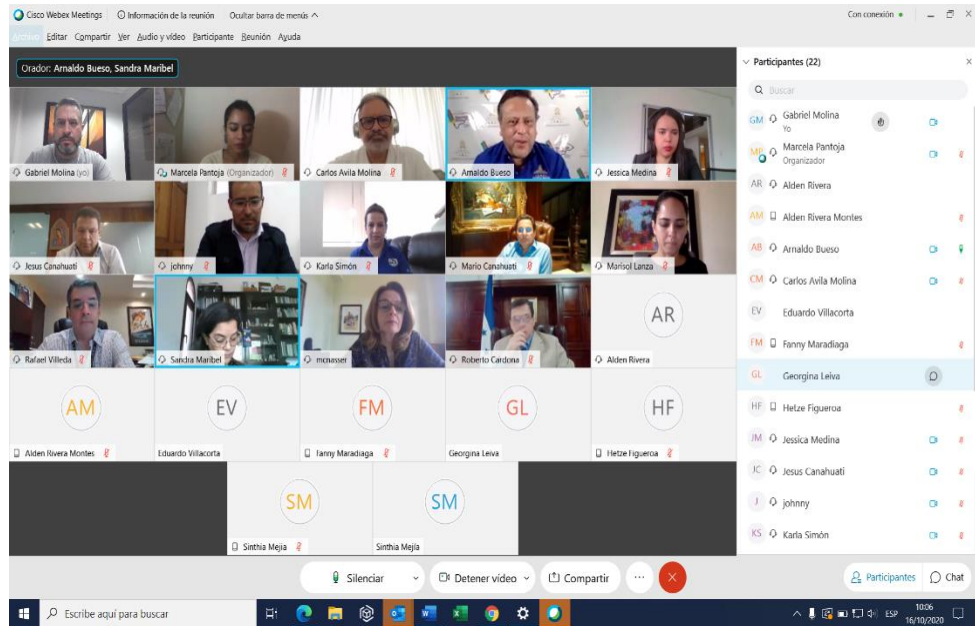 Cisco Webex Meetings Información de la reunión Ocultar barra de menús
Con conexión
Archivo Editar Compartir Ver Audio y vídeo Participante Reunión Ayuda
Orador: Arnaldo Bueso, Sandra Maribel
Gabriel Molina (yo)
Marcela Pantoja (Organizador)
Carlos Avila Molina
Arnaldo Bueso
Jessica Medina
Jesus Canahuati
johnny
Karla Simón
Mario Canahuati
Marisol Lanza
Rafael Villeda
Sandra Maribel
mcnasser
Roberto Cardona
AR
Alden Rivera
AM
Alden Rivera Montes
EV
Eduardo Villacorta
FM
Fanny Maradiaga
GL
Georgina Leiva
HF
Hetze Figueroa
SM
Sinthia Mejia
SM
Sinthia Mejía
Silenciar
Detener vídeo
Compartir
Participantes (22)
Buscar
GM Gabriel Molina
Yo
MP Marcela Pantoja
Organizador
AR Alden Rivera
AM Alden Rivera Montes
AB Arnaldo Bueso
CM Carlos Avila Molina
EV Eduardo Villacorta
FM Fanny Maradiaga
GL Georgina Leiva
HF Hetze Figueroa
JM Jessica Medina
JC Jesus Canahuati
J johnny
KS Karla Simón
Participantes
Chat
Escribe aquí para buscar
ESP
10:06
16/10/2020